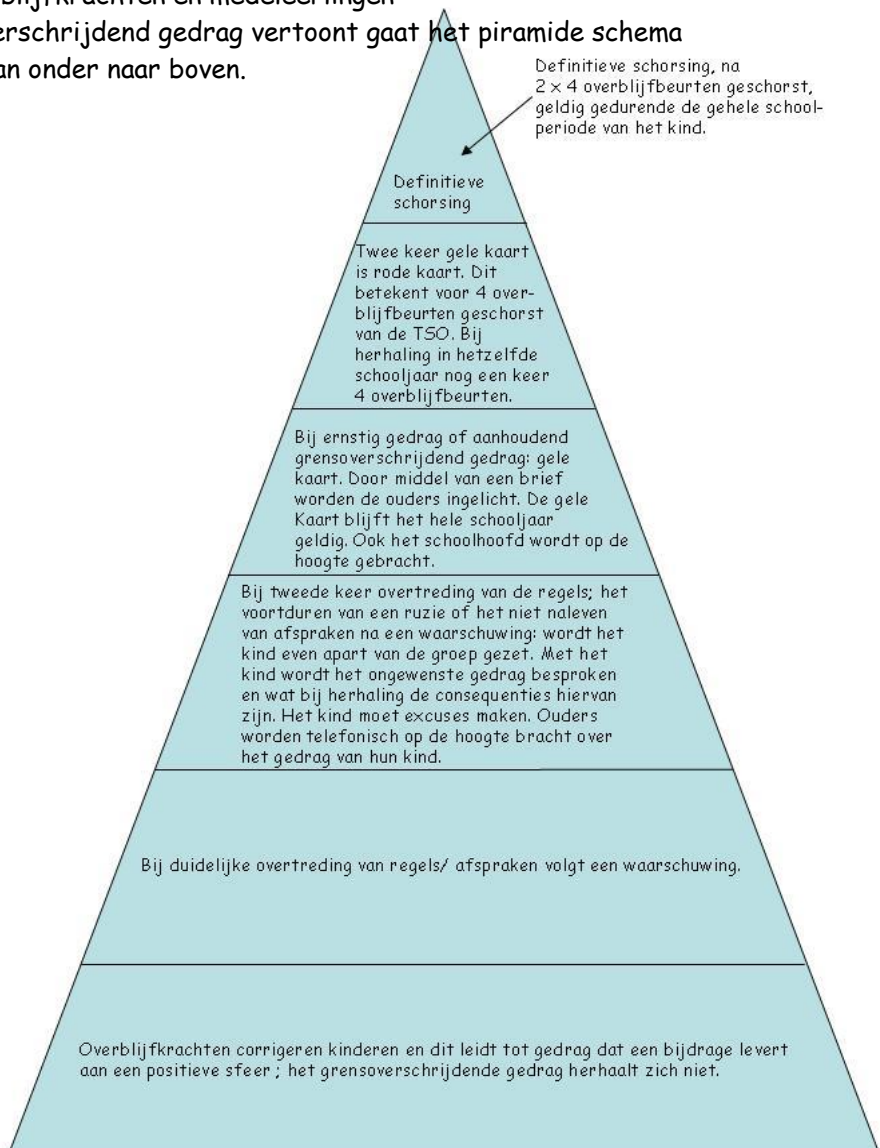 erschrijdend gedrag vertoont gaat het piramide schema
an onder naar boven.
Definitieve schorsing, na
2 x 4 overblijfbeurten geschorst,
geldig gedurende de gehele school-
periode van het kind.
Definitieve
schorsing
Twee keer gele kaart
is rode kaart. Dit
betekent voor 4 over-
blijfbeurten geschorst
van de TSO. Bij
herhaling in hetzelfde
schooljaar nog een keer
4 overblijfbeurten.
Bij ernstig gedrag of aanhoudend
grensoverschrijdend gedrag: gele
kaart. Door middel van een brief
worden de ouders ingelicht. De gele
Kaart blijft het hele schooljaar
geldig. Ook het schoolhoofd wordt op de
hoogte gebracht.
Bij tweede keer overtreding van de regels; het
voortduren van een ruzie of het niet naleven
van afspraken na een waarschuwing: wordt het
kind even apart van de groep gezet. Met het
kind wordt het ongewenste gedrag besproken
en wat bij herhaling de consequenties hiervan
zijn. Het kind moet excuses maken. Ouders
worden telefonisch op de hoogte bracht over
het gedrag van hun kind.
Bij duidelijke overtreding van regels/ afspraken volgt een waarschuwing.
Overblijfkrachten corrigeren kinderen en dit leidt tot gedrag dat een bijdrage levert
aan een positieve sfeer ; het grensoverschrijdende gedrag herhaalt zich niet.